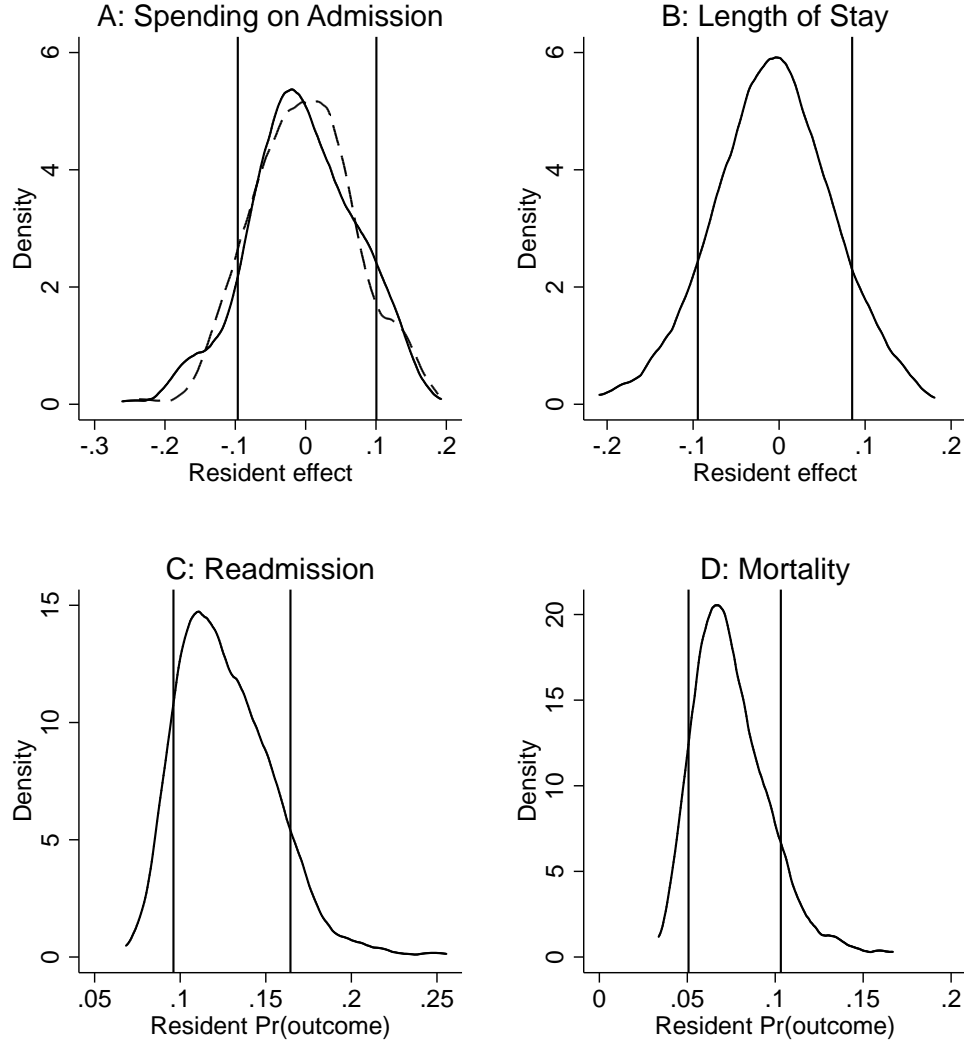 A: Spending on Admission
Density
0 2 4 6
-.3 -.2 -.1 0 .1 .2
Resident effect
B: Length of Stay
Density
0 2 4 6
-.2 -.1 0 .1 .2
Resident effect
C: Readmission
Density
0 5 10 15
.05 .1 .15 .2 .25
Resident Pr(outcome)
D: Mortality
Density
0 5 10 15 20
0 .05 .1 .15 .2
Resident Pr(outcome)